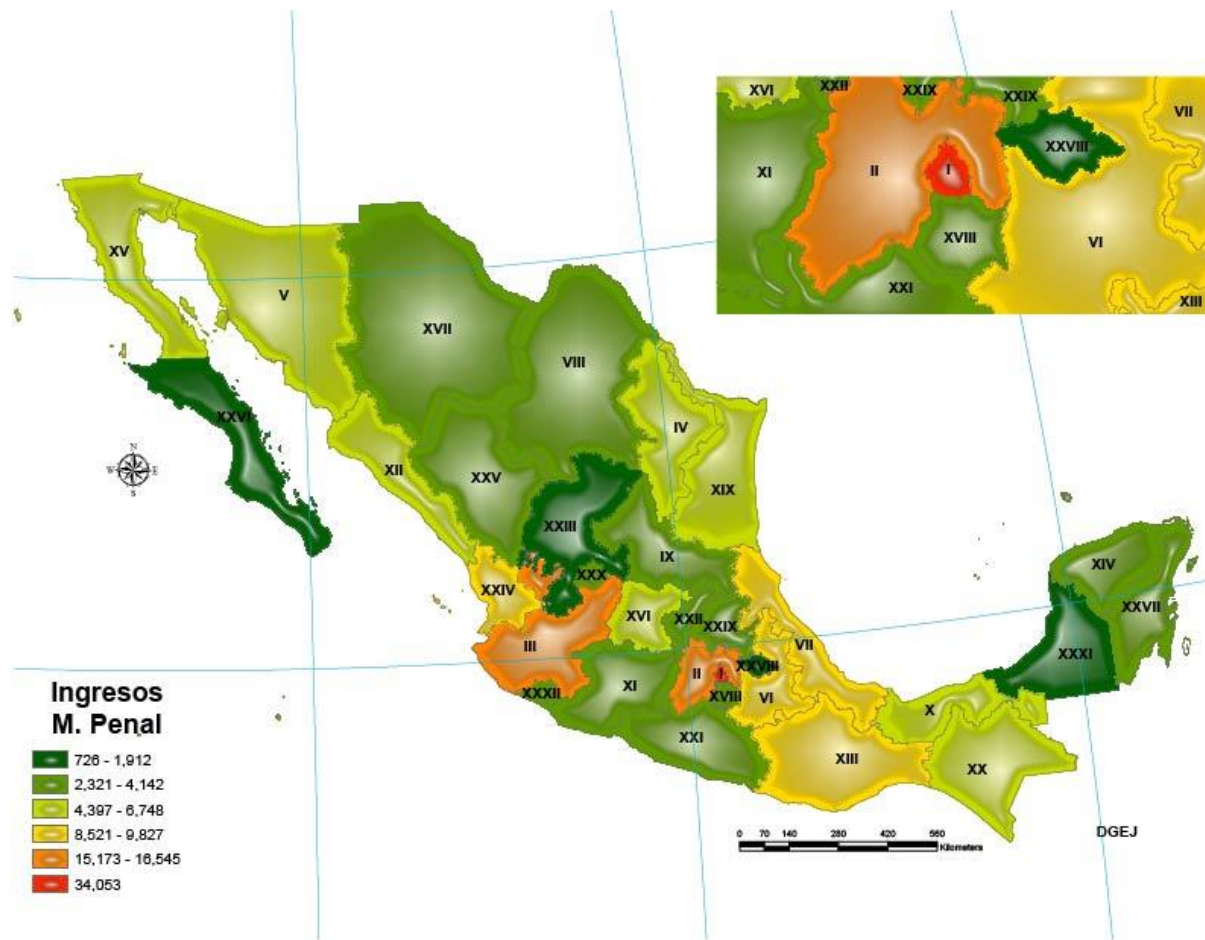 XVI
XXII
XXIX
XXIX
VII
XXVIII
XI
II
I
VI
XVIII
XXI
XIII
XV
V
XVII
VIII
XXVI
IV
N
W
E
S
XII
XXV
XIX
XXIII
IX
XXX
XXIV
XVI
XXII
XXIX
XIV
XXVII
III
VII
XXXI
II
I
XXVIII
XI
XXXII
XVIII
VI
X
XXI
XIII
XX
Ingresos
M. Penal
726 - 1,912
2,321 - 4,142
4,397 - 6,748
8,521 - 9,827
15,173 - 16,545
34,053
0 70 140 280 420 560
Kilometers
DGEJ